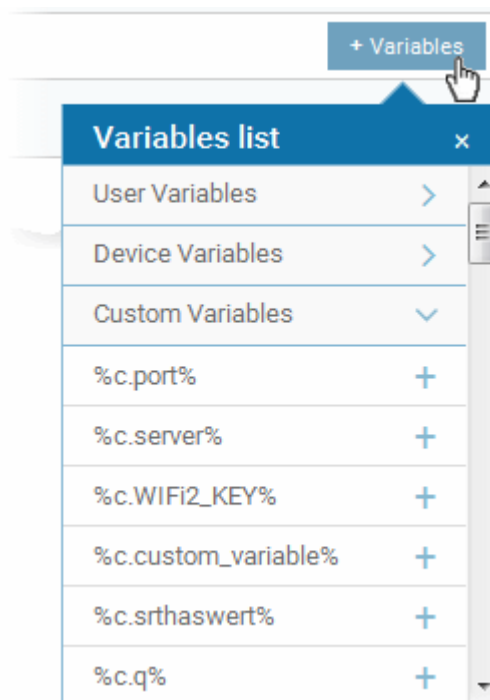 + Variables
Variables list ×
User Variables
Device Variables
Custom Variables
%c.port% +
%c.server% +
%c.WIFi2_KEY% +
%c.custom_variable% +
%c.srthaswert% +
%c.q% +